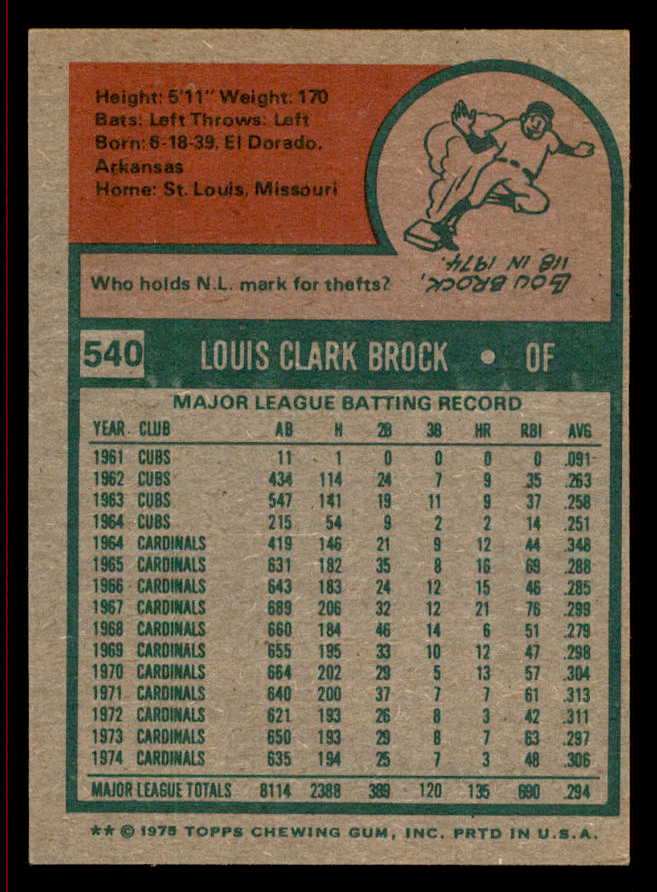 Height: 5'11" Weight: 170
Bats: Left Throws: Left
Born: 6-18-39, El Dorado,
Arkansas
Home: St. Louis, Missouri
Who holds N.L. mark for thefts?
LOU BROCK,
118 IN 1974.
540 LOUIS CLARK BROCK • OF
MAJOR LEAGUE BATTING RECORD
YEAR CLUB AB H 2B 3B HR RBI AVG
1961 CUBS 11 1 0 0 0 0 .091
1962 CUBS 434 114 24 7 9 35 .263
1963 CUBS 547 141 19 11 9 37 .258
1964 CUBS 215 54 9 2 2 14 .251
1964 CARDINALS 419 146 21 9 12 44 .348
1965 CARDINALS 631 182 35 8 16 69 .288
1966 CARDINALS 643 183 24 12 15 46 .285
1967 CARDINALS 689 206 32 12 21 76 .299
1968 CARDINALS 660 184 46 14 6 51 .279
1969 CARDINALS 655 195 33 10 12 47 .298
1970 CARDINALS 664 202 29 5 13 57 .304
1971 CARDINALS 640 200 37 7 7 61 .313
1972 CARDINALS 621 193 26 8 3 42 .311
1973 CARDINALS 650 193 29 8 7 63 .297
1974 CARDINALS 635 194 25 7 3 48 .306
MAJOR LEAGUE TOTALS 8114 2388 389 120 135 690 .294
** © 1975 TOPPS CHEWING GUM, INC. PRTD IN U.S.A.